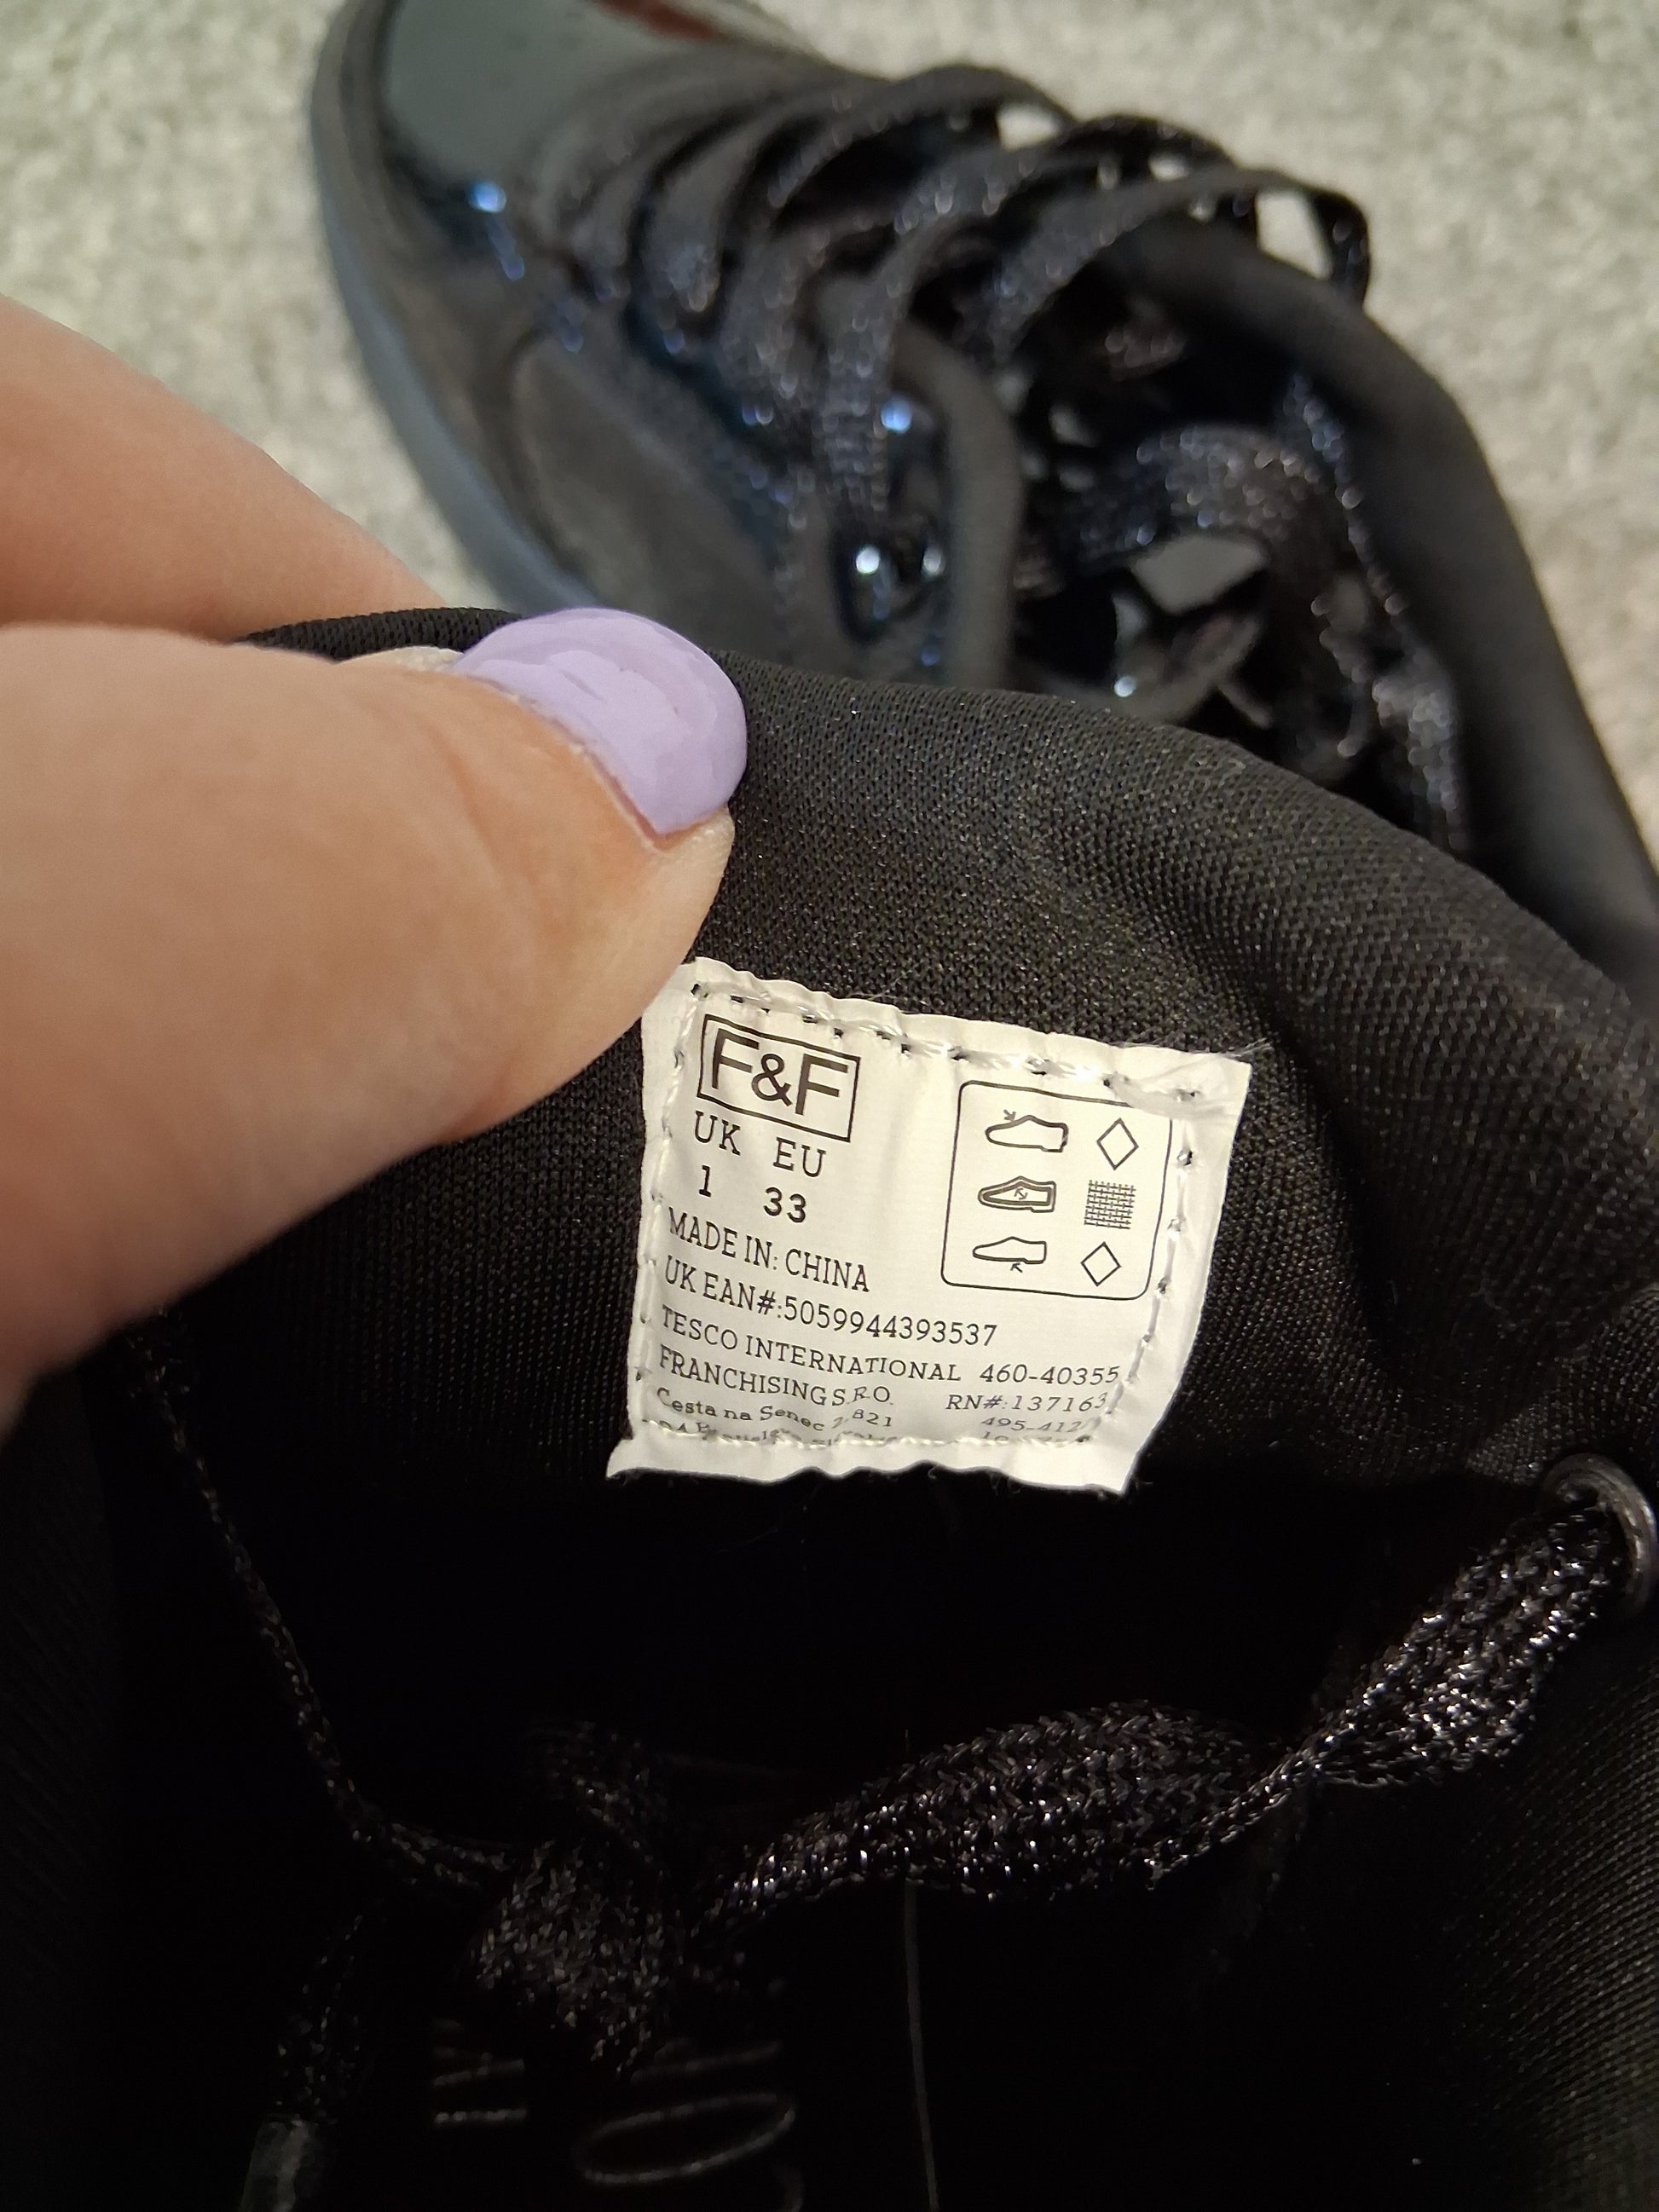 F&F
UK EU
1 33
MADE IN: CHINA
UK EAN#:5059944393537
TESCO INTERNATIONAL 460-40355
FRANCHISING S.R.O. RN#:137163
Cesta na Senec 821